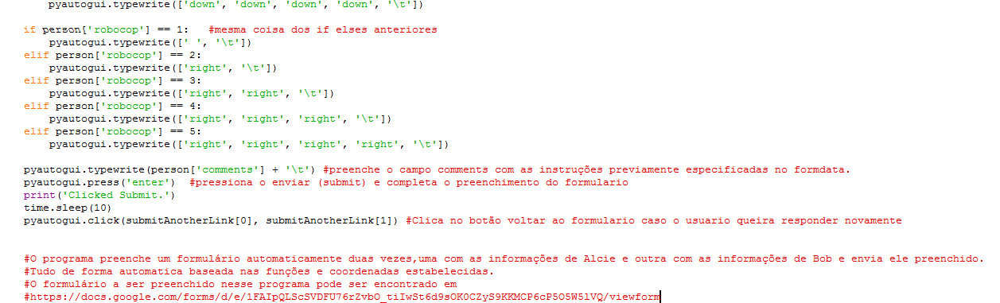 pyautogui.typewrite(['down', 'down', 'down', 'down', '\t'])
if person['robocop'] == 1:   #mesma coisa dos if elses anteriores
pyautogui.typewrite([' ', '\t'])
elif person['robocop'] == 2:
pyautogui.typewrite(['right', '\t'])
elif person['robocop'] == 3:
pyautogui.typewrite(['right', 'right', '\t'])
elif person['robocop'] == 4:
pyautogui.typewrite(['right', 'right', 'right', '\t'])
elif person['robocop'] == 5:
pyautogui.typewrite(['right', 'right', 'right', 'right', '\t'])
pyautogui.typewrite(person['comments'] + '\t') #preenche o campo comments com as instruções previamente especificadas no formdata.
pyautogui.press('enter')  #pressiona o enviar (submit) e completa o preenchimento do formulario
print('Clicked Submit.')
time.sleep(10)
pyautogui.click(submitAnotherLink[0], submitAnotherLink[1]) #Clica no botão voltar ao formulario caso o usuario queira responder novamente
#O programa preenche um formulário automaticamente duas vezes,uma com as informações de Alcie e outra com as informações de Bob e envia ele preenchido.
#Tudo de forma automatica baseada nas funções e coordenadas estabelecidas.
#O formulário a ser preenchido nesse programa pode ser encontrado em
#https://docs.google.com/forms/d/e/1FAIpQLScSVDFU76rZvbO_tiIwSt6d9sOK0CZyS9KKMCP6cP5O5W5lVQ/viewform